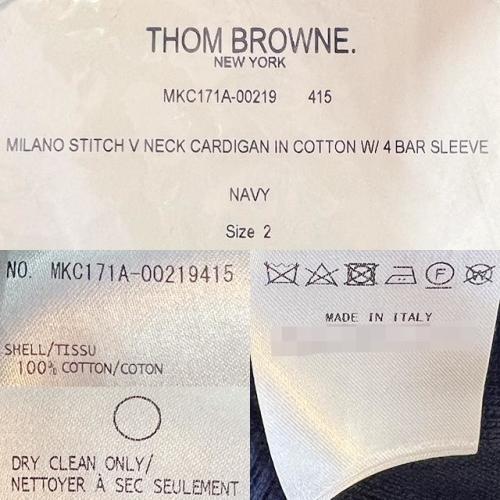 THOM BROWNE.
NEW YORK
MKC171A-00219 415
MILANO STITCH V NECK CARDIGAN IN COTTON W/ 4 BAR SLEEVE
NAVY
Size 2
NO. MKC171A-00219415
SHELL/TISSU
100% COTTON/COTON
DRY CLEAN ONLY/
NETTOYER À SEC SEULEMENT
F
MADE IN ITALY